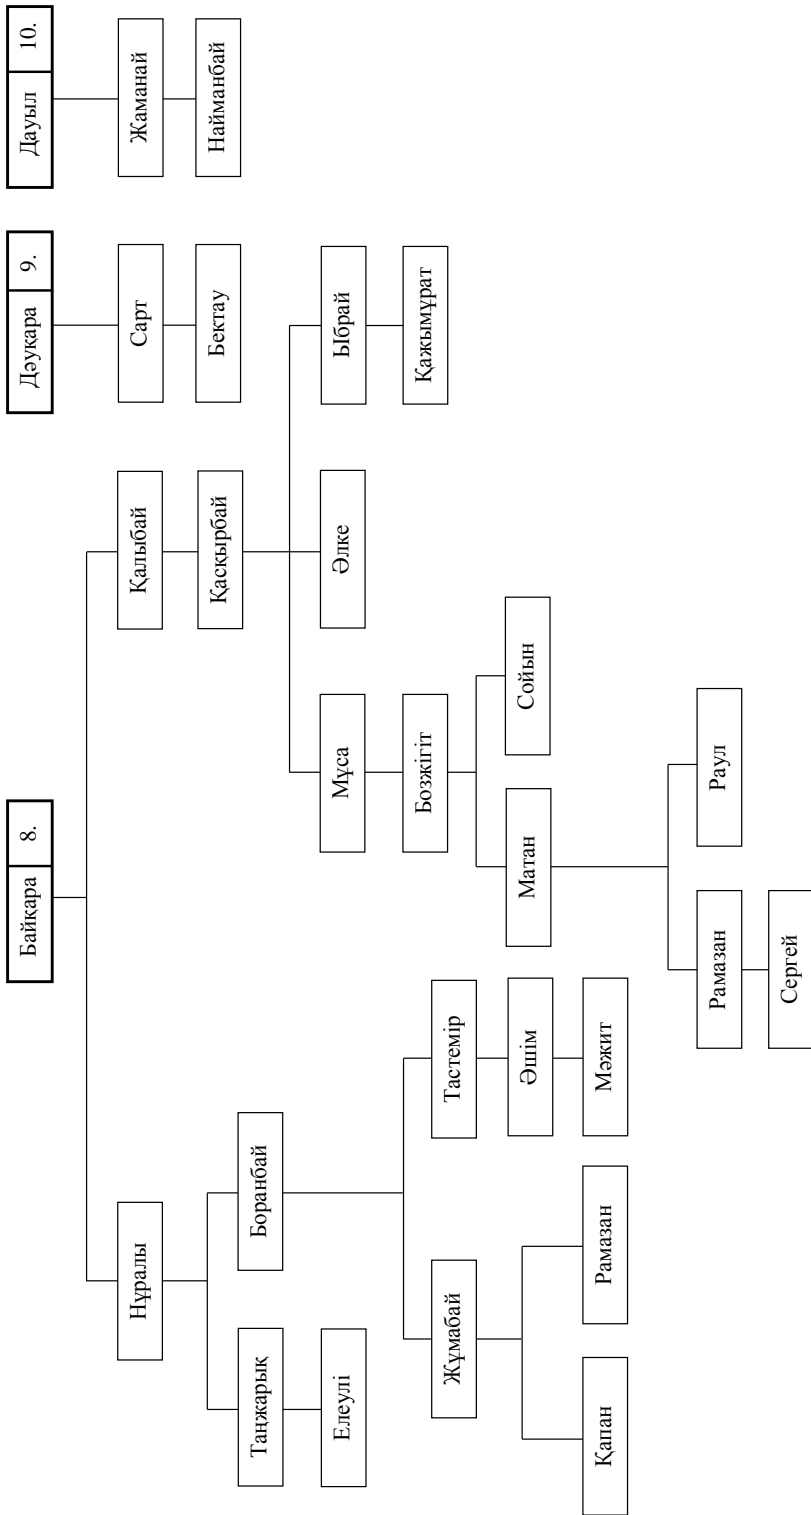 Байқара 8.
Дәуқара 9.
Дауыл 10.
Нұралы
Қалыбай
Сарт
Жаманай
Таңжарық
Боранбай
Қасқырбай
Бектау
Найманбай
Елеулі
Мұса
Әлке
Ыбрай
Жұмабай
Тастемір
Бозжігіт
Қажымұрат
Қапан
Рамазан
Әшім
Матан
Сойын
Мәжит
Рамазан
Раул
Сергей